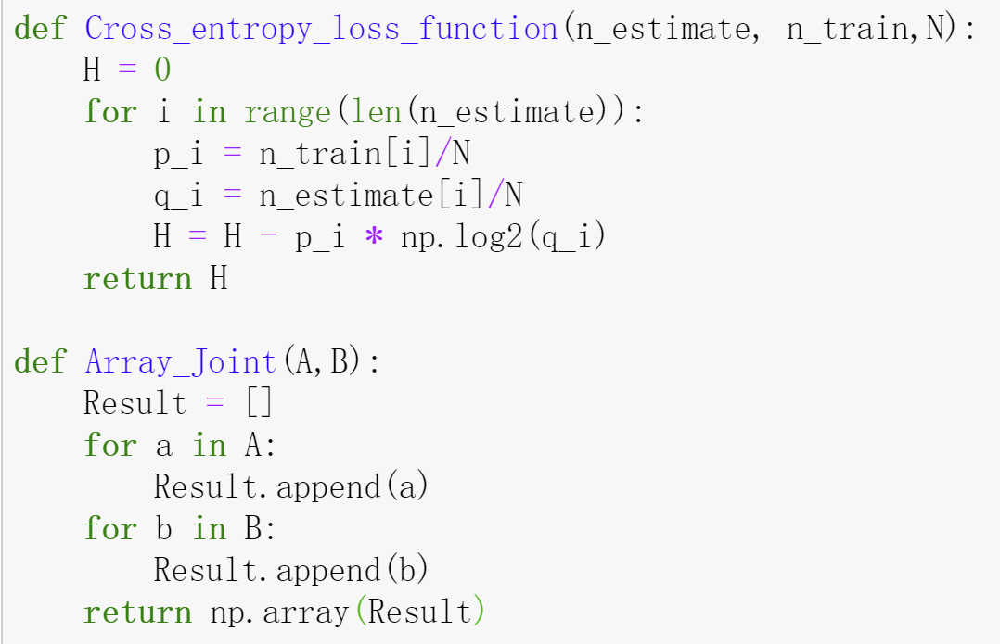 def Cross_entropy_loss_function(n_estimate, n_train,N):
    H = 0
    for i in range(len(n_estimate)):
        p_i = n_train[i]/N
        q_i = n_estimate[i]/N
        H = H - p_i * np.log2(q_i)
    return H

def Array_Joint(A,B):
    Result = []
    for a in A:
        Result.append(a)
    for b in B:
        Result.append(b)
    return np.array(Result)